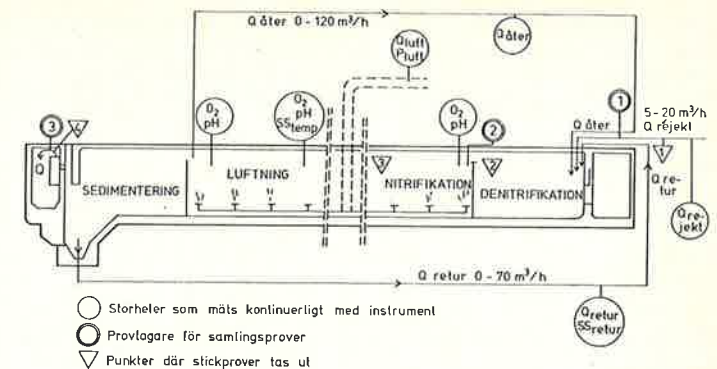 Q åter 0-120 m³/h
Q åter
Q luft
P luft
O₂
pH
O₂
pH
SS temp
O₂
pH
1
5-20 m³/h
Q rejekt
Q åter
3
Q
2
3
2
1
SEDIMENTERING
LUFTNING
NITRIFIKATION
DENITRIFIKATION
Q re-
tur
Q re-
jekt
Q retur 0-70 m³/h
Q retur
SS retur
Storheter som mäts kontinuerligt med instrument
Provtagare för samlingsprover
Punkter där stickprover tas ut